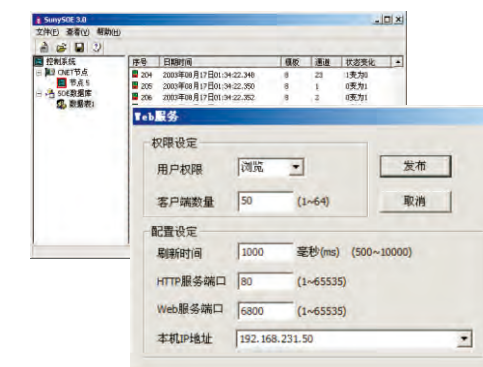 SunySOE 3.0
文件(F) 查看(V) 帮助(H)
控制系统
CNET节点
节点 5
SOE数据库
数据表1
序号 日期时间 模板 通道 状态变化
204 2003年08月17日01:34:22.348 8 23 1变为0
205 2003年08月17日01:34:22.350 8 1 0变为1
206 2003年08月17日01:34:22.352 8 2 0变为1
Web服务
权限设定
用户权限 浏览
发布
客户端数量 50 (1~64)
取消
配置设定
刷新时间 1000 毫秒(ms) (500~10000)
HTTP服务端口 80 (1~65535)
Web服务端口 6800 (1~65535)
本机IP地址 192.168.231.50